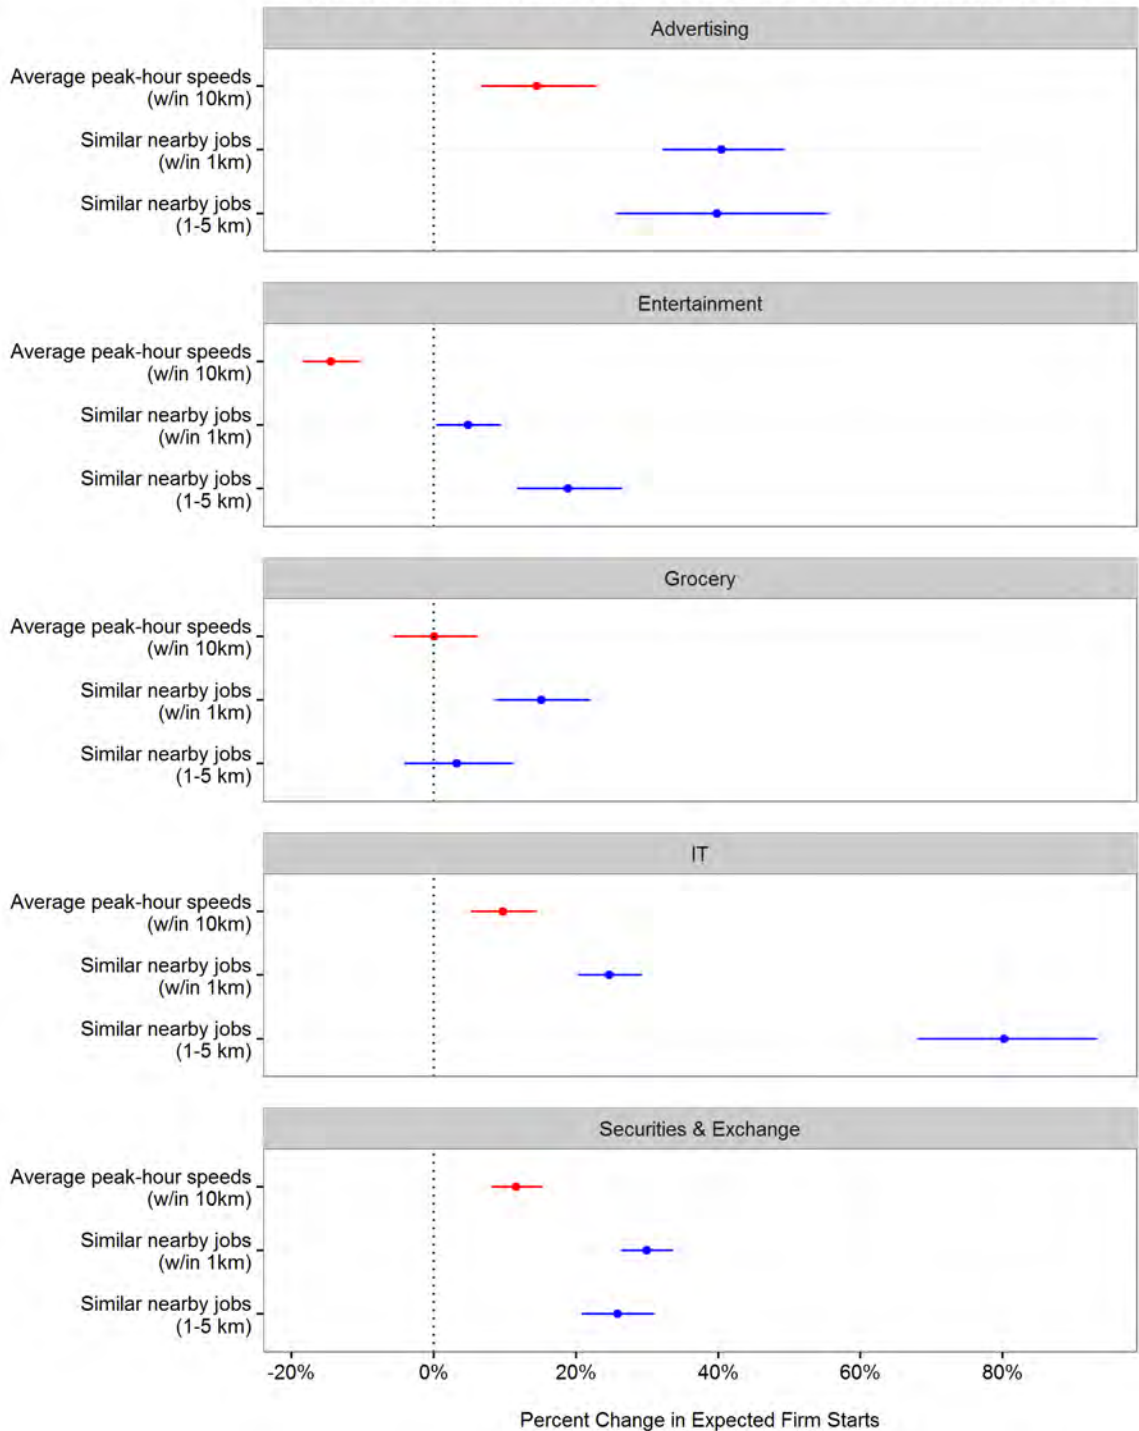 Advertising
Average peak-hour speeds
(w/in 10km)
Similar nearby jobs
(w/in 1km)
Similar nearby jobs
(1-5 km)
Entertainment
Average peak-hour speeds
(w/in 10km)
Similar nearby jobs
(w/in 1km)
Similar nearby jobs
(1-5 km)
Grocery
Average peak-hour speeds
(w/in 10km)
Similar nearby jobs
(w/in 1km)
Similar nearby jobs
(1-5 km)
IT
Average peak-hour speeds
(w/in 10km)
Similar nearby jobs
(w/in 1km)
Similar nearby jobs
(1-5 km)
Securities & Exchange
Average peak-hour speeds
(w/in 10km)
Similar nearby jobs
(w/in 1km)
Similar nearby jobs
(1-5 km)
-20% 0% 20% 40% 60% 80%
Percent Change in Expected Firm Starts